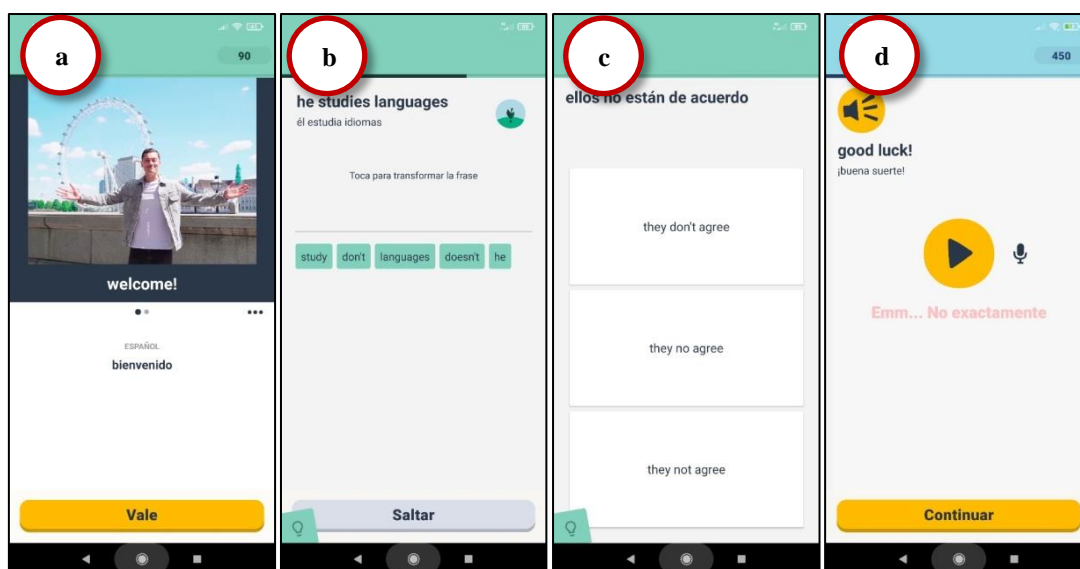 a
90
welcome!
ESPAÑOL
bienvenido
Vale
b
he studies languages
él estudia idiomas
Toca para transformar la frase
study don't languages doesn't he
Saltar
c
ellos no están de acuerdo
they don't agree
they no agree
they not agree
d
450
good luck!
¡buena suerte!
Emm... No exactamente
Continuar